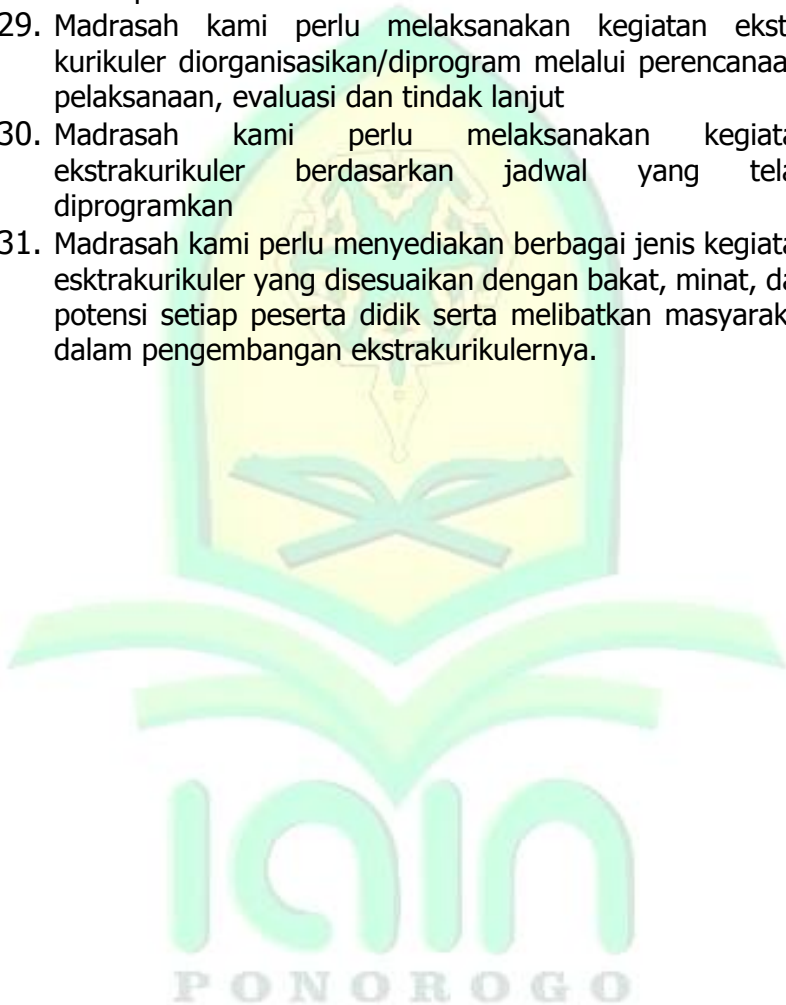 29. Madrasah kami perlu melaksanakan kegiatan ekst
kurikuler diorganisasikan/diprogram melalui perencanaa
pelaksanaan, evaluasi dan tindak lanjut
30. Madrasah kami perlu melaksanakan kegiata
ekstrakurikuler berdasarkan jadwal yang tela
diprogramkan
31. Madrasah kami perlu menyediakan berbagai jenis kegiata
esktrakurikuler yang disesuaikan dengan bakat, minat, da
potensi setiap peserta didik serta melibatkan masyarak
dalam pengembangan ekstrakurikulernya.
iain
PONOROGO